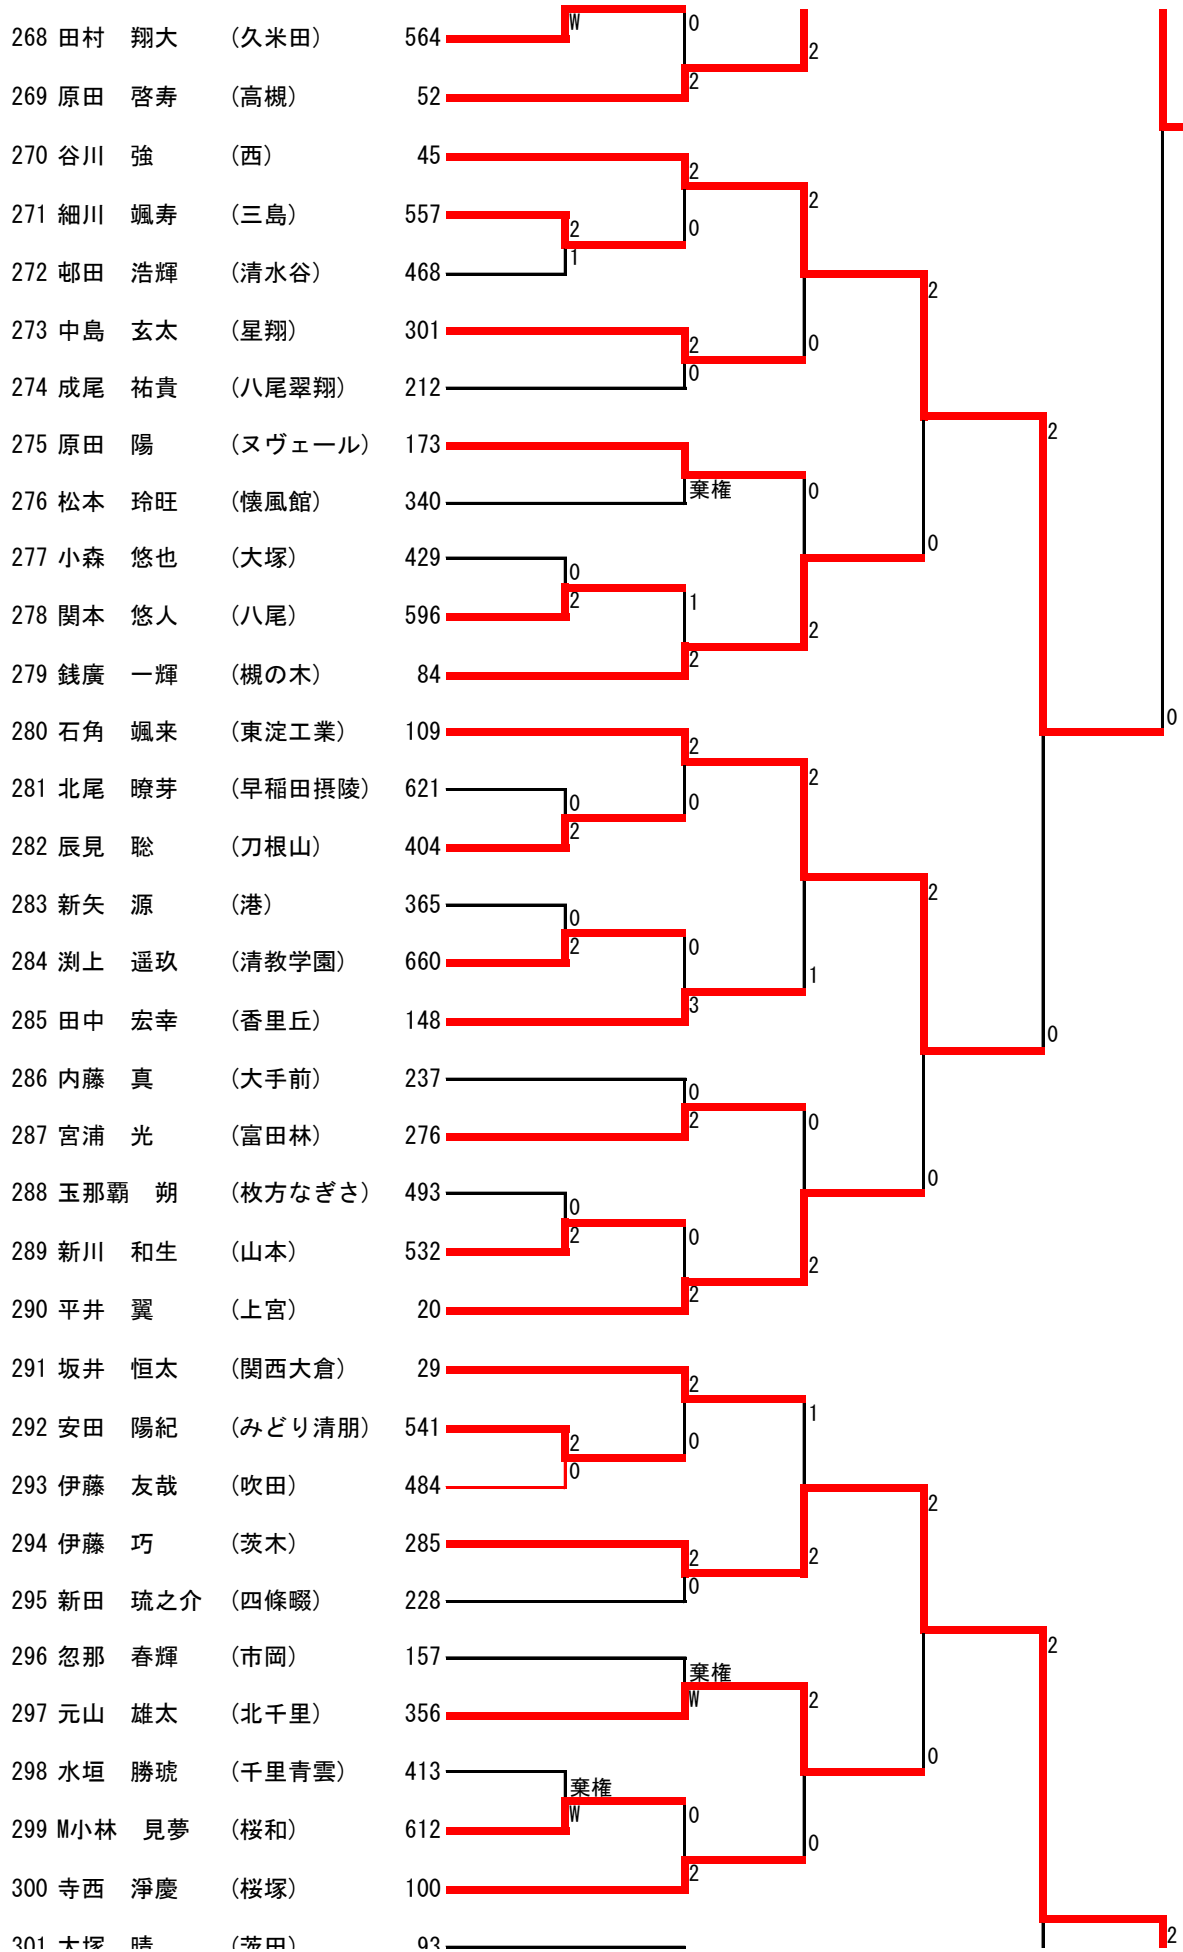 268 田村　翔大　（久米田）　564
W 0
2
2
269 原田　啓寿　（高槻）　52
270 谷川　強　（西）　45
2
2
271 細川　颯寿　（三島）　557
2 0
1
272 邨田　浩輝　（清水谷）　468
2
273 中島　玄太　（星翔）　301
2 0
0
274 成尾　祐貴　（八尾翠翔）　212
2
275 原田　陽　（ヌヴェール）　173
棄権 0
276 松本　玲旺　（懐風館）　340
0
277 小森　悠也　（大塚）　429
0
2 1
278 関本　悠人　（八尾）　596
2
2
279 銭廣　一輝　（槻の木）　84
0
280 石角　颯来　（東淀工業）　109
2
2
281 北尾　暸芽　（早稲田摂陵）　621
0 0
2
282 辰見　聡　（刀根山）　404
2
283 新矢　源　（港）　365
0
2 0
284 渕上　遥玖　（清教学園）　660
1
3
285 田中　宏幸　（香里丘）　148
0
286 内藤　真　（大手前）　237
0
2 0
287 宮浦　光　（富田林）　276
0
288 玉那覇　朔　（枚方なぎさ）　493
0
2 0
289 新川　和生　（山本）　532
2
2
290 平井　翼　（上宮）　20
291 坂井　恒太　（関西大倉）　29
2
1
292 安田　陽紀　（みどり清朋）　541
2 0
0
293 伊藤　友哉　（吹田）　484
2
294 伊藤　巧　（茨木）　285
2 2
0
295 新田　琉之介　（四條畷）　228
2
296 忽那　春輝　（市岡）　157
棄権
W 2
297 元山　雄太　（北千里）　356
0
298 水垣　勝琥　（千里青雲）　413
棄権
W 0
299 M小林　見夢　（桜和）　612
0
2
300 寺西　淨慶　（桜塚）　100
2
301 大塚　晴　（茨田）　93